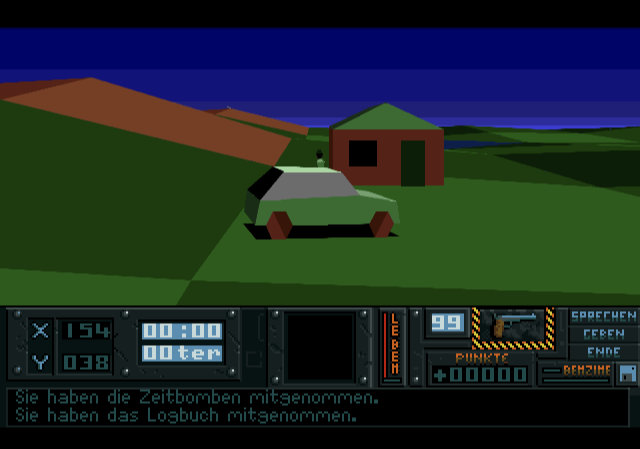 X 154
Y 038
00:00
00ter
LEBEN
99
PUNKTE
+00000
SPRECHEN
GEBEN
ENDE
BENZIN
Sie haben die Zeitbomben mitgenommen.
Sie haben das Logbuch mitgenommen.